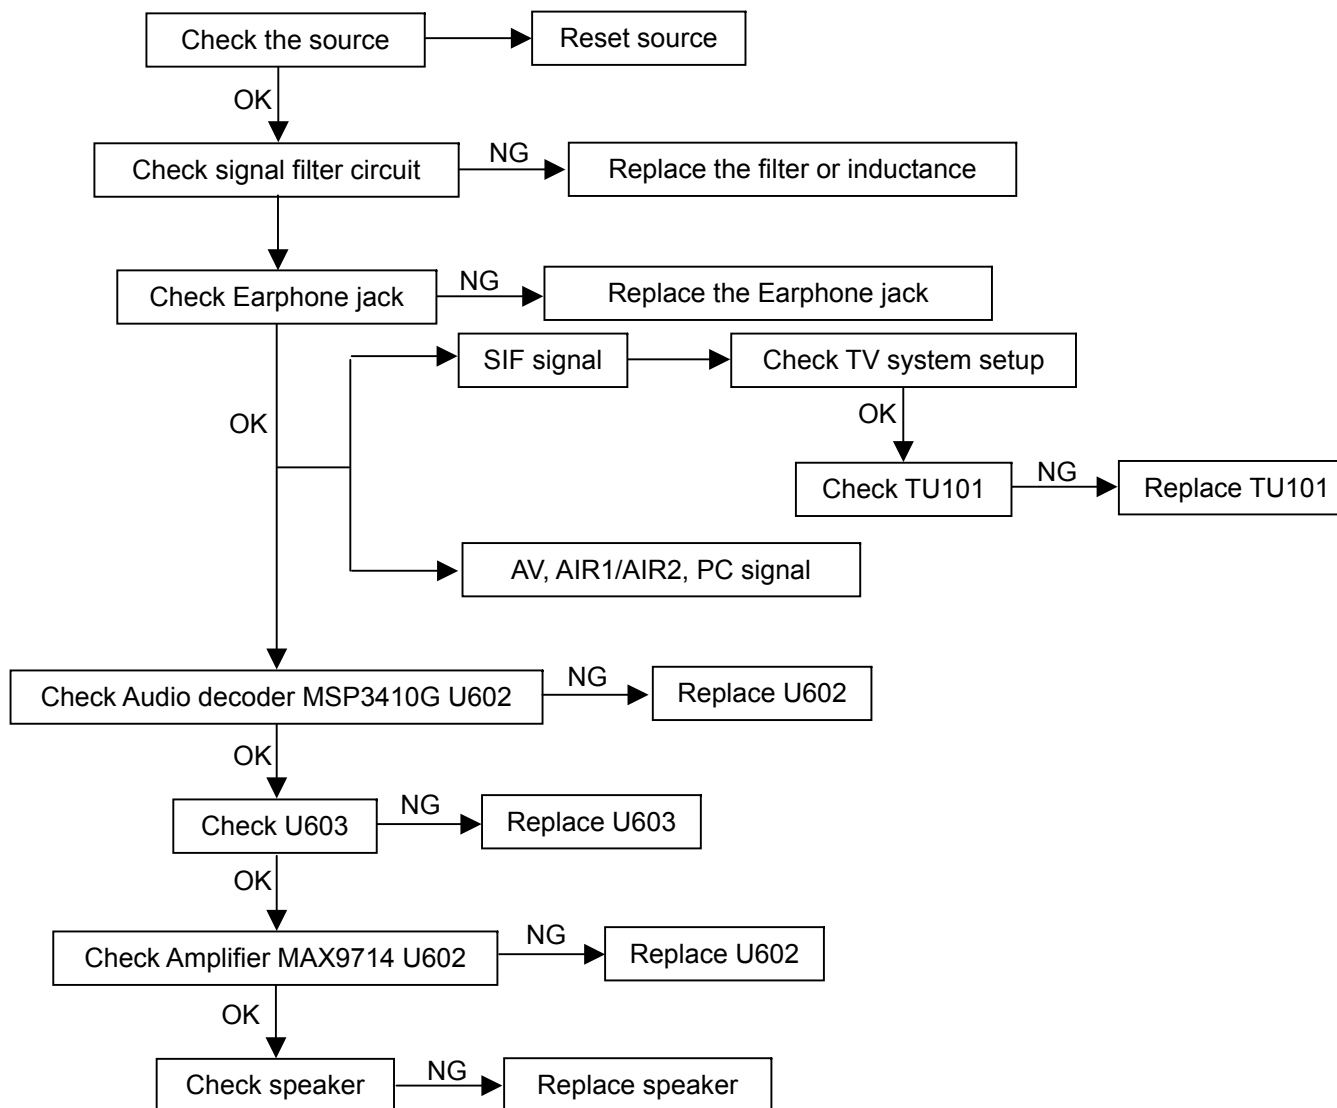 Check the source
Reset source
OK
Check signal filter circuit
NG
Replace the filter or inductance
Check Earphone jack
NG
Replace the Earphone jack
SIF signal
Check TV system setup
OK
OK
Check TU101
NG
Replace TU101
AV, AIR1/AIR2, PC signal
Check Audio decoder MSP3410G U602
NG
Replace U602
OK
Check U603
NG
Replace U603
OK
Check Amplifier MAX9714 U602
NG
Replace U602
OK
Check speaker
NG
Replace speaker